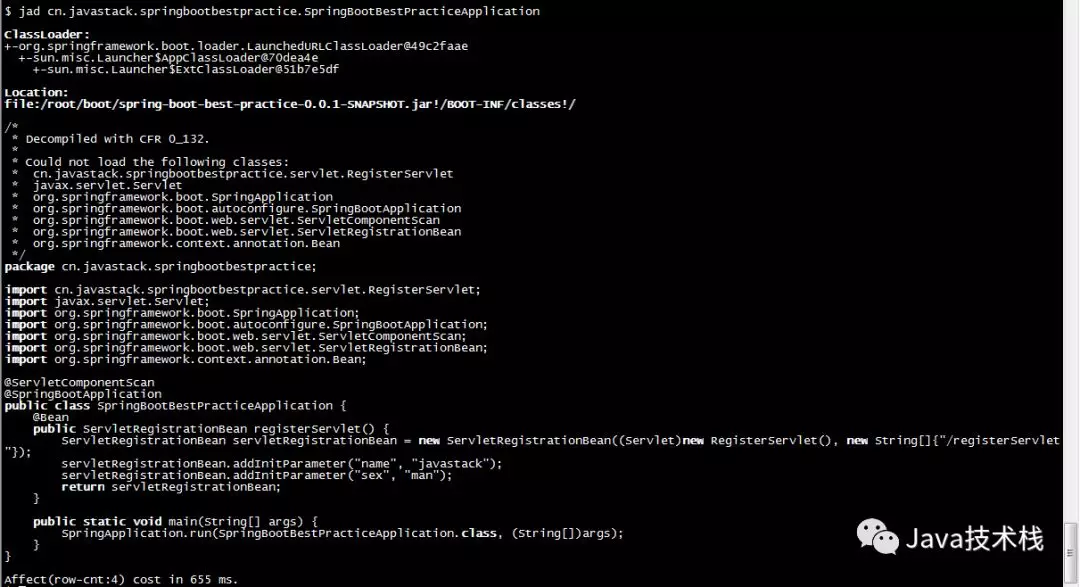 $ jad cn.javastack.springbootbestpractice.SpringBootBestPracticeApplication
ClassLoader:
+-org.springframework.boot.loader.LaunchedURLClassLoader@49c2faae
  +-sun.misc.Launcher$AppClassLoader@70dea4e
    +-sun.misc.Launcher$ExtClassLoader@51b7e5df
Location:
file:/root/boot/spring-boot-best-practice-0.0.1-SNAPSHOT.jar!/BOOT-INF/classes!/
/*
 * Decompiled with CFR 0_132.
 *
 * Could not load the following classes:
 *  cn.javastack.springbootbestpractice.servlet.RegisterServlet
 *  javax.servlet.Servlet
 *  org.springframework.boot.SpringApplication
 *  org.springframework.boot.autoconfigure.SpringBootApplication
 *  org.springframework.boot.web.servlet.ServletComponentScan
 *  org.springframework.boot.web.servlet.ServletRegistrationBean
 *  org.springframework.context.annotation.Bean
 */
package cn.javastack.springbootbestpractice;
import cn.javastack.springbootbestpractice.servlet.RegisterServlet;
import javax.servlet.Servlet;
import org.springframework.boot.SpringApplication;
import org.springframework.boot.autoconfigure.SpringBootApplication;
import org.springframework.boot.web.servlet.ServletComponentScan;
import org.springframework.boot.web.servlet.ServletRegistrationBean;
import org.springframework.context.annotation.Bean;
@ServletComponentScan
@SpringBootApplication
public class SpringBootBestPracticeApplication {
    @Bean
    public ServletRegistrationBean registerServlet() {
        ServletRegistrationBean servletRegistrationBean = new ServletRegistrationBean((Servlet)new RegisterServlet(), new String[]{"/registerServlet
"});
        servletRegistrationBean.addInitParameter("name", "javastack");
        servletRegistrationBean.addInitParameter("sex", "man");
        return servletRegistrationBean;
    }
    public static void main(String[] args) {
        SpringApplication.run(SpringBootBestPracticeApplication.class, (String[])args);
    }
}
Java技术栈
Affect(row-cnt:4) cost in 655 ms.